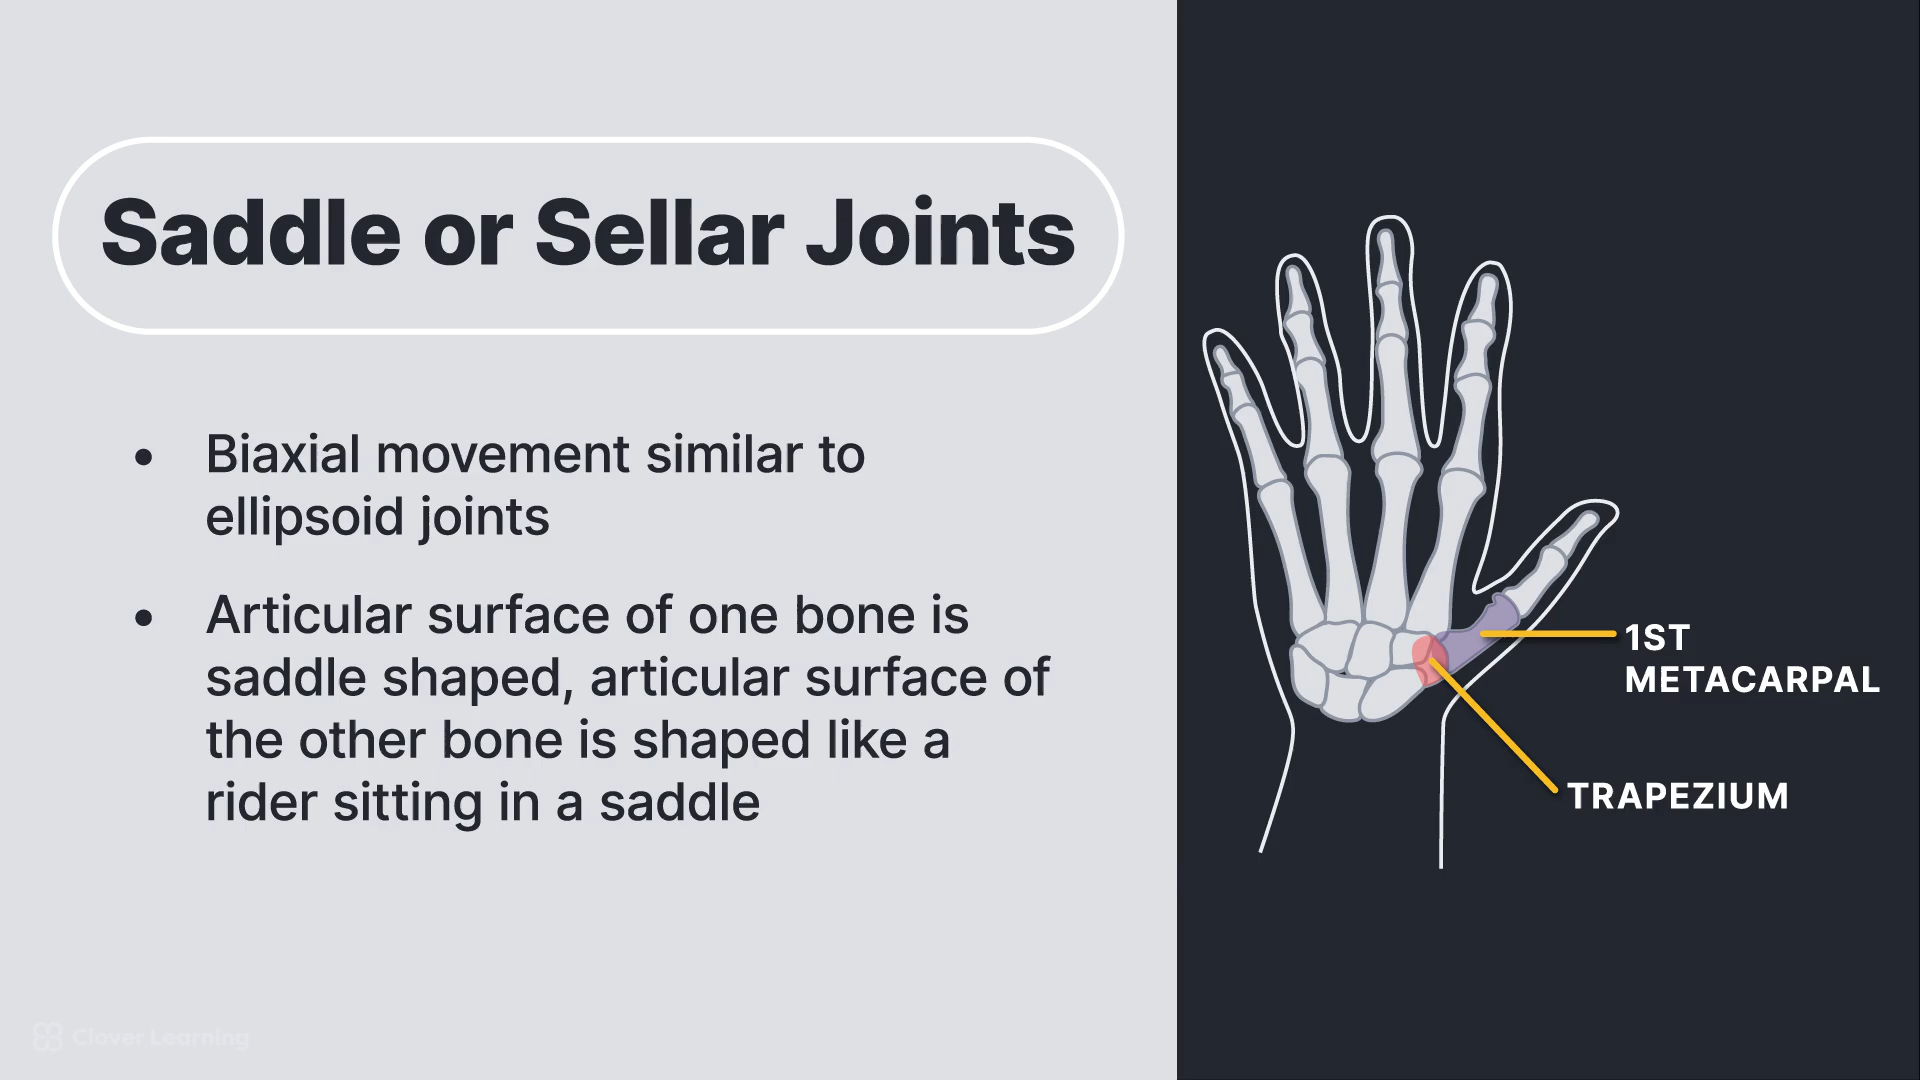 Saddle or Sellar Joints
• Biaxial movement similar to
ellipsoid joints
• Articular surface of one bone is
saddle shaped, articular surface of
the other bone is shaped like a
rider sitting in a saddle
1ST
METACARPAL
TRAPEZIUM
Clover Learning